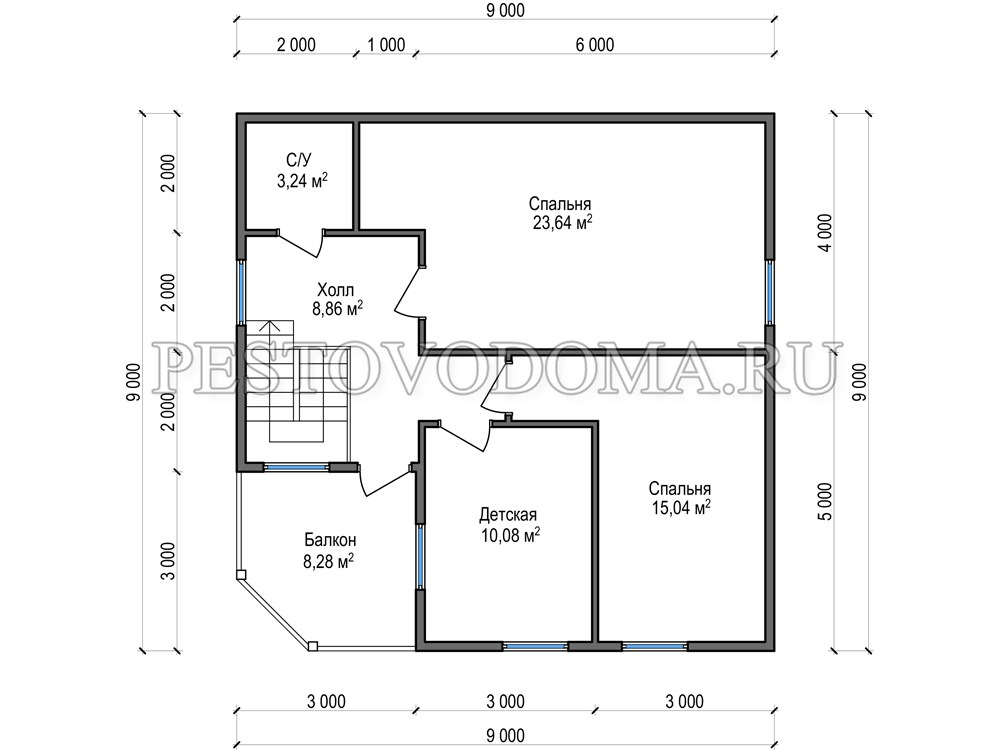 9 000
2 000
1 000
6 000
С/У
3,24 м²
Спальня
23,64 м²
Холл
8,86 м²
2 000
2 000
2 000
3 000
9 000
4 000
5 000
9 000
PESTOVODOMA.RU
Спальня
15,04 м²
Детская
10,08 м²
Балкон
8,28 м²
3 000
3 000
3 000
9 000